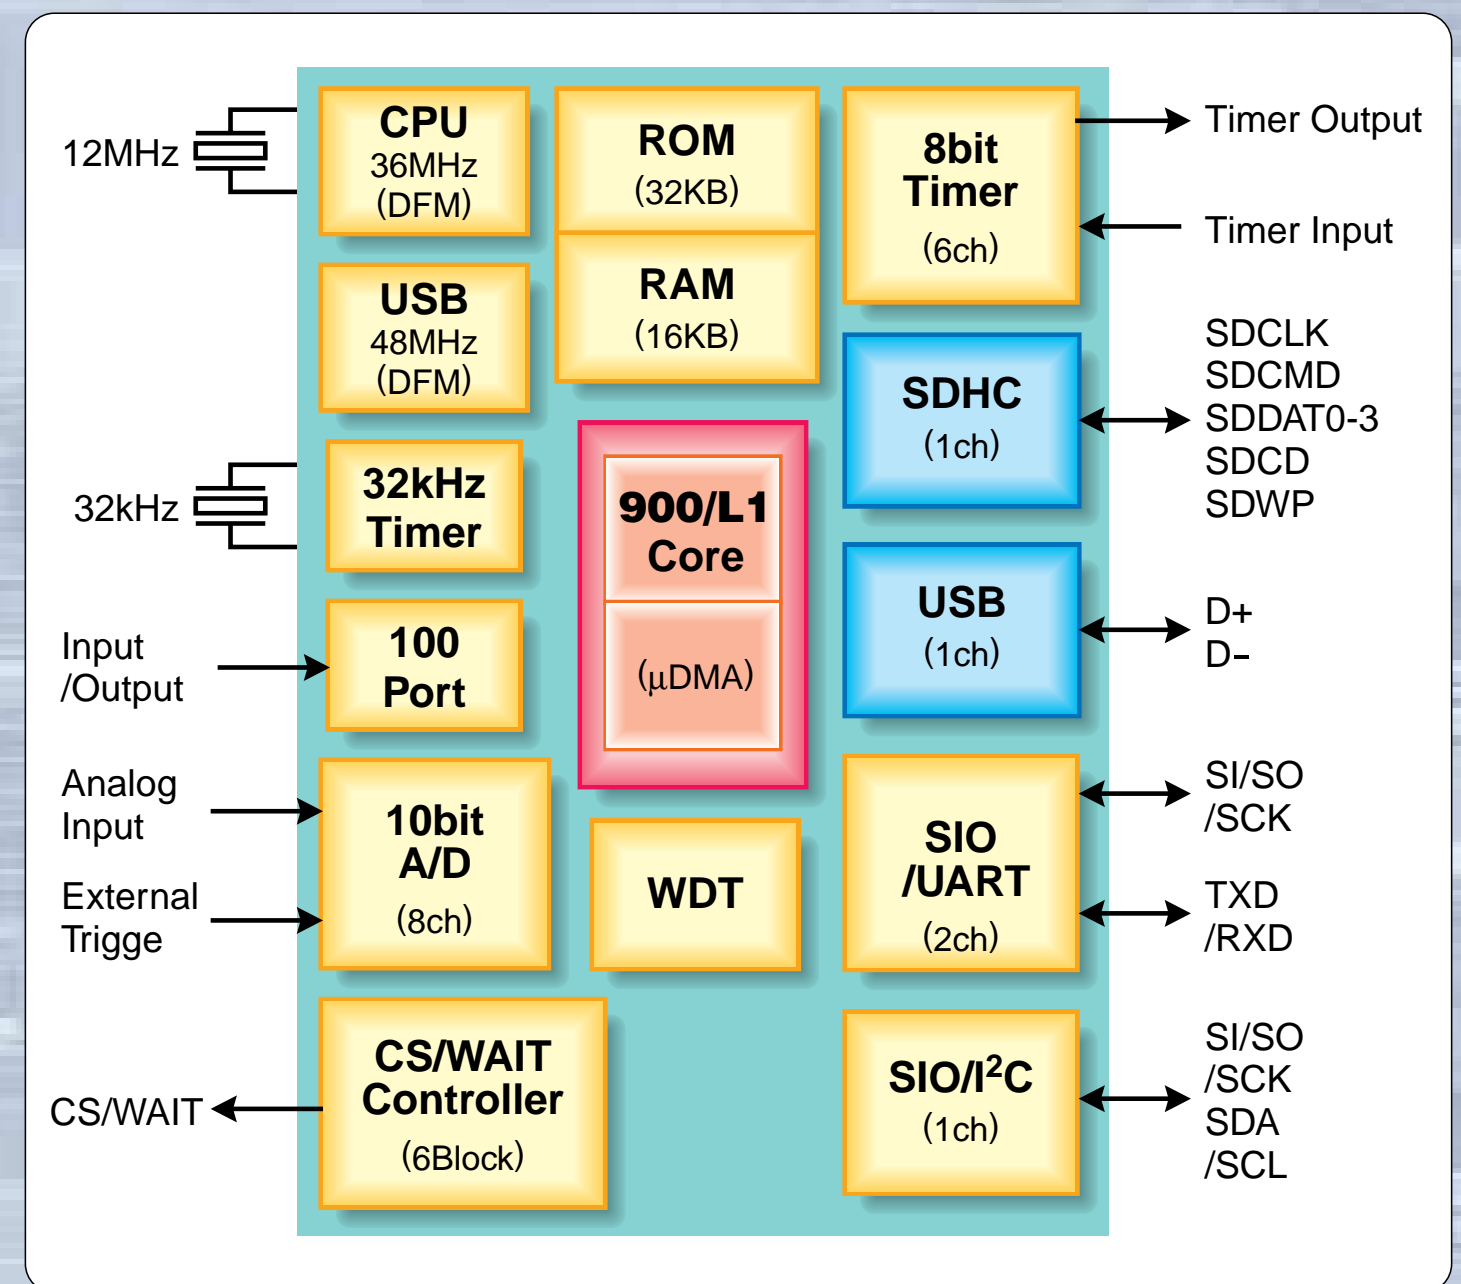 12MHz
CPU
36MHz
(DFM)
ROM
(32KB)
8bit
Timer
(6ch)
Timer Output
Timer Input
USB
48MHz
(DFM)
RAM
(16KB)
SDHC
(1ch)
SDCLK
SDCMD
SDDAT0-3
SDCD
SDWP
32kHz
32kHz
Timer
900/L1
Core
(μDMA)
USB
(1ch)
D+
D−
Input
/Output
100
Port
Analog
Input
External
Trigge
10bit
A/D
(8ch)
WDT
SIO
/UART
(2ch)
SI/SO
/SCK
TXD
/RXD
CS/WAIT
CS/WAIT
Controller
(6Block)
SIO/I²C
(1ch)
SI/SO
/SCK
SDA
/SCL